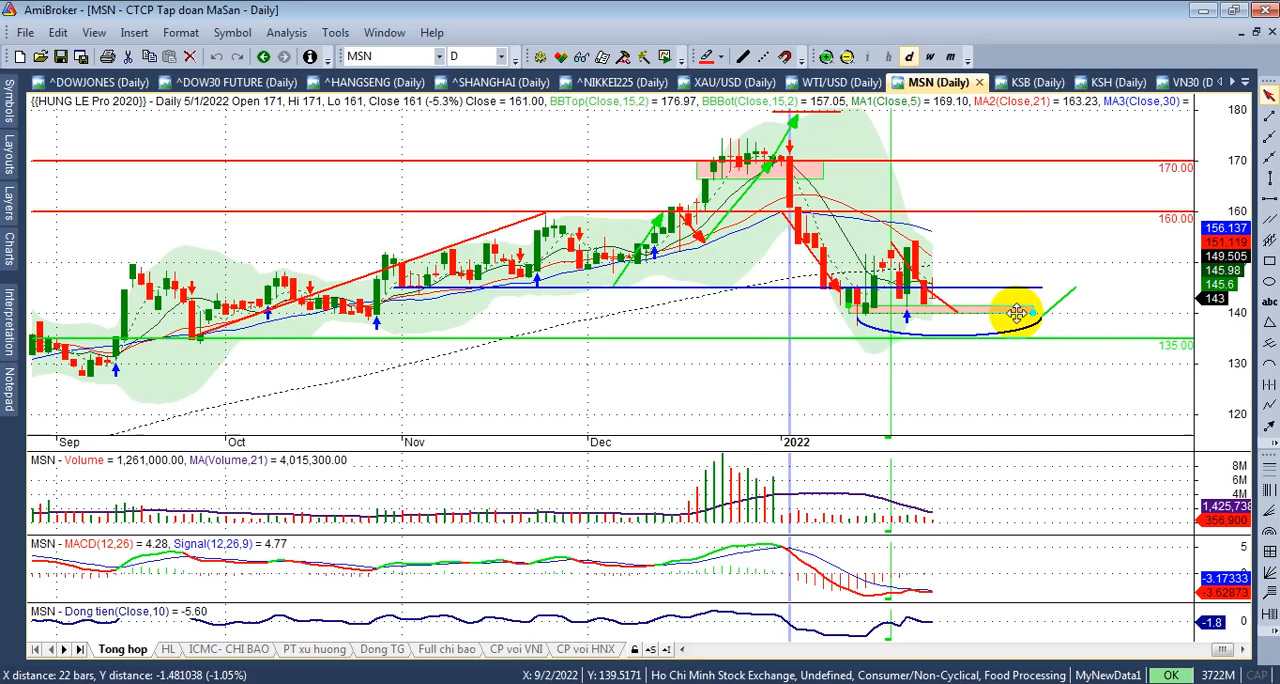 AmiBroker - [MSN - CTCP Tap doan MaSan - Daily]
File Edit View Insert Format Symbol Analysis Tools Window Help
MSN D i d w m
^DOWJONES (Daily) ^DOW30 FUTURE (Daily) ^HANGSENG (Daily) ^SHANGHAI (Daily) ^NIKKEI225 (Daily) XAU/USD (Daily) WTI/USD (Daily) MSN (Daily) KSB (Daily) KSH (Daily) VN30 (D
{{HUNG LE Pro 2020}} - Daily 5/1/2022 Open 171, Hi 171, Lo 161, Close 161 (-5.3%) Close = 161.00, BBTop(Close,15,2) = 176.97, BBBot(Close,15,2) = 157.05, MA1(Close,5) = 169.10, MA2(Close,21) = 163.23, MA3(Close,30) =
Symbols
Layouts
Layers
Charts
Interpretation
Notepad
abc
180
170
170.00
160
160.00
156.137
151.119
149.505
145.98
145.6
143
140
135.00
130
120
Sep Oct Nov Dec 2022
MSN - Volume = 1,261,000.00, MA(Volume,21) = 4,015,300.00
8M
6M
4M
1,425,738
356,900
MSN - MACD(12,26) = 4.28, Signal(12,26,9) = 4.77
5
0
-3.17333
-3.62873
MSN - Dong tien(Close,10) = -5.60
-1.8 0
Tong hop HL ICMC- CHI BAO PT xu huong Dong TG Full chi bao CP voi VNI CP voi HNX
X distance: 22 bars, Y distance: -1.481038 (-1.05%) X: 9/2/2022 Y: 139.5171 Ho Chi Minh Stock Exchange, Undefined, Consumer/Non-Cyclical, Food Processing MyNewData1 OK 3722M CAP